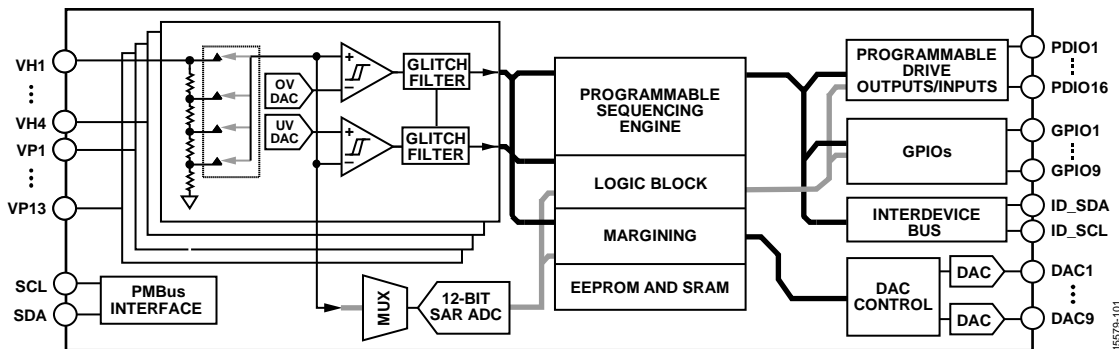 VH1
VH4
VP1
VP13
SCL
SDA
PMBus
INTERFACE
+
−
OV
DAC
UV
DAC
+
−
GLITCH
FILTER
GLITCH
FILTER
MUX
12-BIT
SAR ADC
PROGRAMMABLE
SEQUENCING
ENGINE
LOGIC BLOCK
MARGINING
EEPROM AND SRAM
PROGRAMMABLE
DRIVE
OUTPUTS/INPUTS
GPIOs
INTERDEVICE
BUS
DAC
CONTROL
DAC
DAC
PDIO1
PDIO16
GPIO1
GPIO9
ID_SDA
ID_SCL
DAC1
DAC9
15579-101